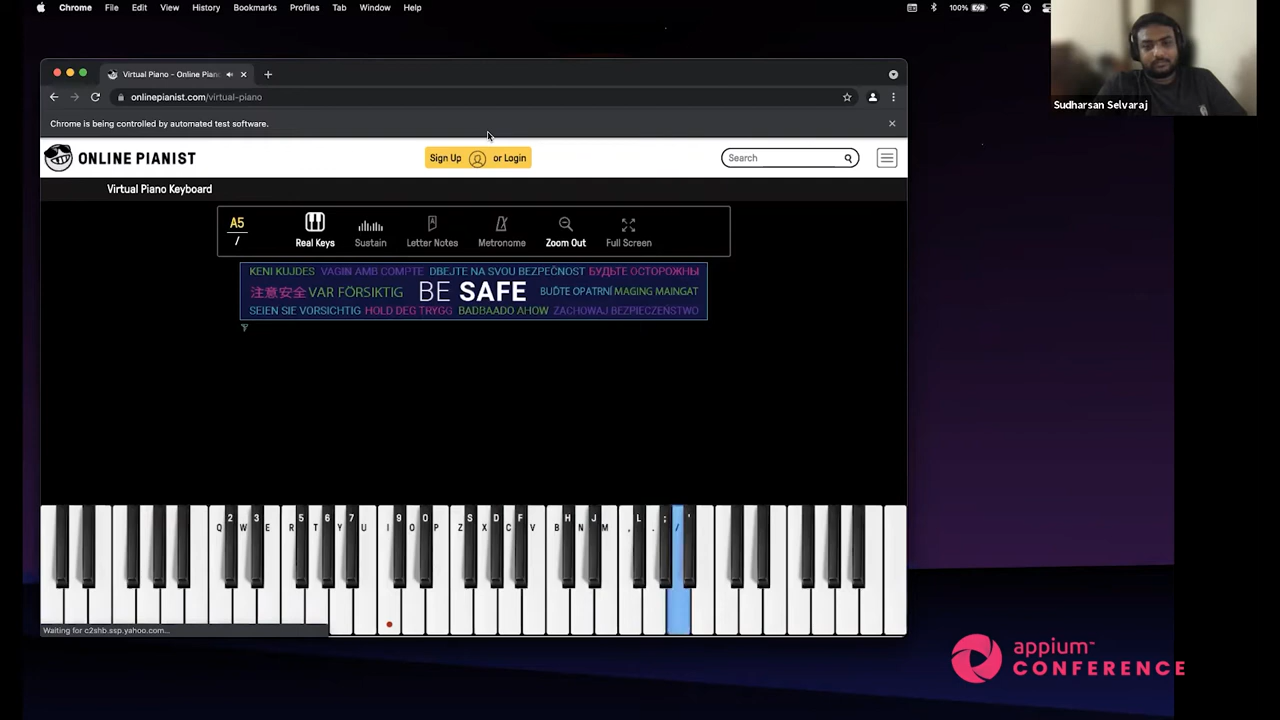 Chrome File Edit View History Bookmarks Profiles Tab Window Help
100%
Sudharsan Selvaraj
Virtual Piano - Online Piani
onlinepianist.com/virtual-piano
Chrome is being controlled by automated test software.
ONLINE PIANIST
Sign Up or Login
Search
Virtual Piano Keyboard
A5
/
Real Keys Sustain Letter Notes Metronome Zoom Out Full Screen
KENI KUJDES VAGIN AMB COMPTE DBEJTE NA SVOU BEZPEČNOST БУДЬТЕ ОСТОРОЖНЫ
注意安全 VAR FÖRSIKTIG BE SAFE BUĎTE OPATRNÍ MAGING MAINGAT
SEIEN SIE VORSICHTIG HOLD DEG TRYGG BADBAADO AHOW ZACHOWAJ BEZPIECZEŃSTWO
2 3 5 6 7 9 0 S D F H J L ; '
Q W E R T Y U I O P Z X C V B N M , . /
Waiting for c2shb.ssp.yahoo.com...
appium™
CONFERENCE